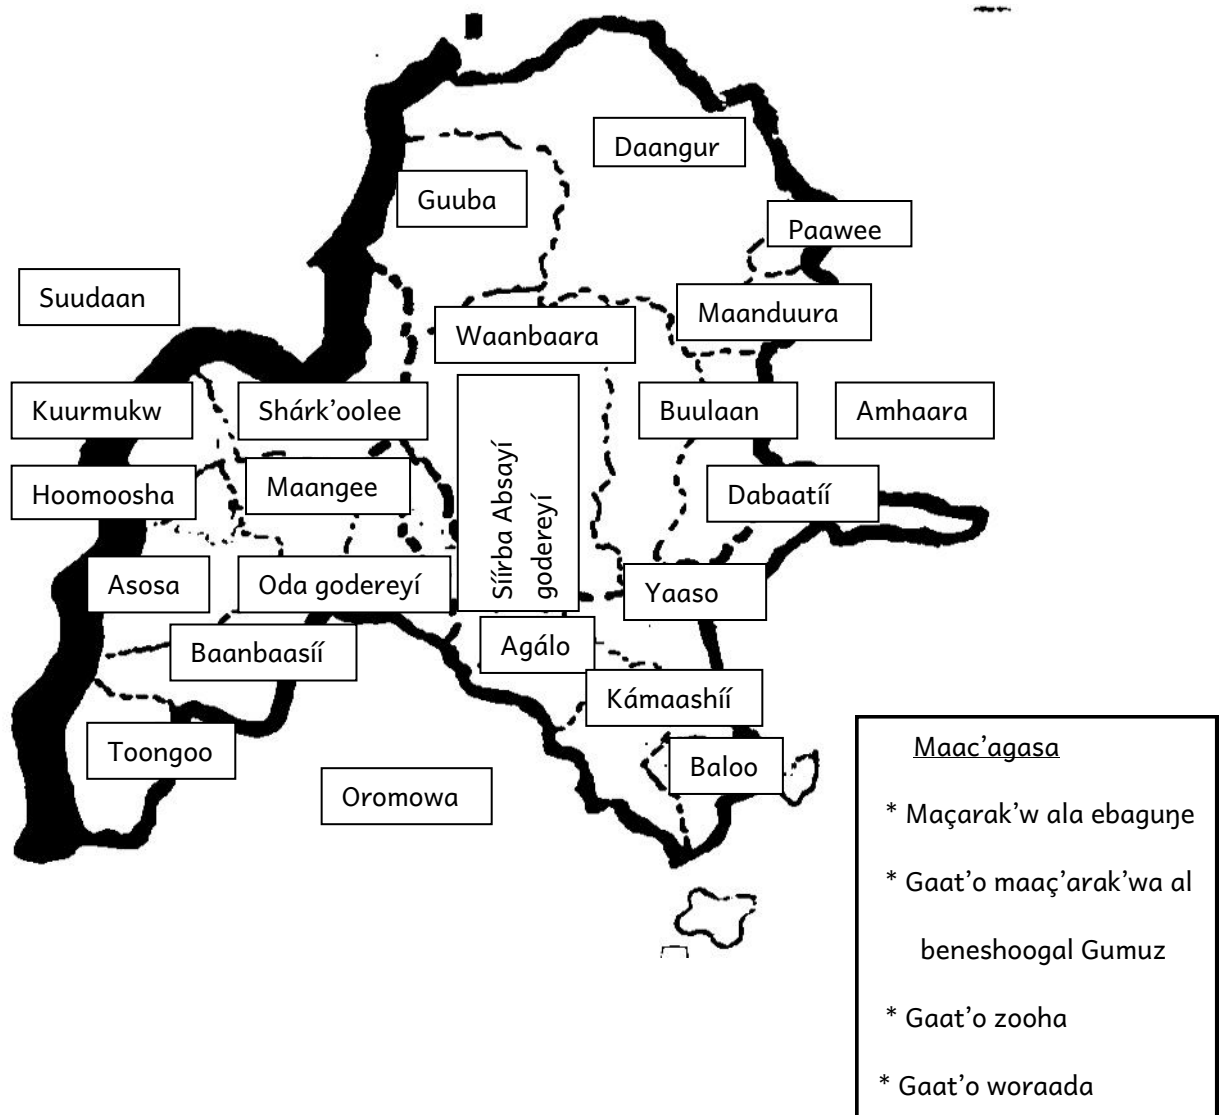 Daangur
Guuba
Paawee
Suudaan
Maanduura
Waanbaara
Kuurmukw
Shárk’oolee
Buulaan
Amhaara
Hoomoosha
Maangee
Síírba Absayí
godereyí
Dabaatíí
Asosa
Oda godereyí
Yaaso
Baanbaasíí
Agálo
Kámaashíí
Toongoo
Baloo
Oromowa
Maac’agasa
* Maçarak’w ala ebaguŋe
* Gaat’o maaç’arak’wa al
beneshoogal Gumuz
* Gaat’o zooha
* Gaat’o woraada